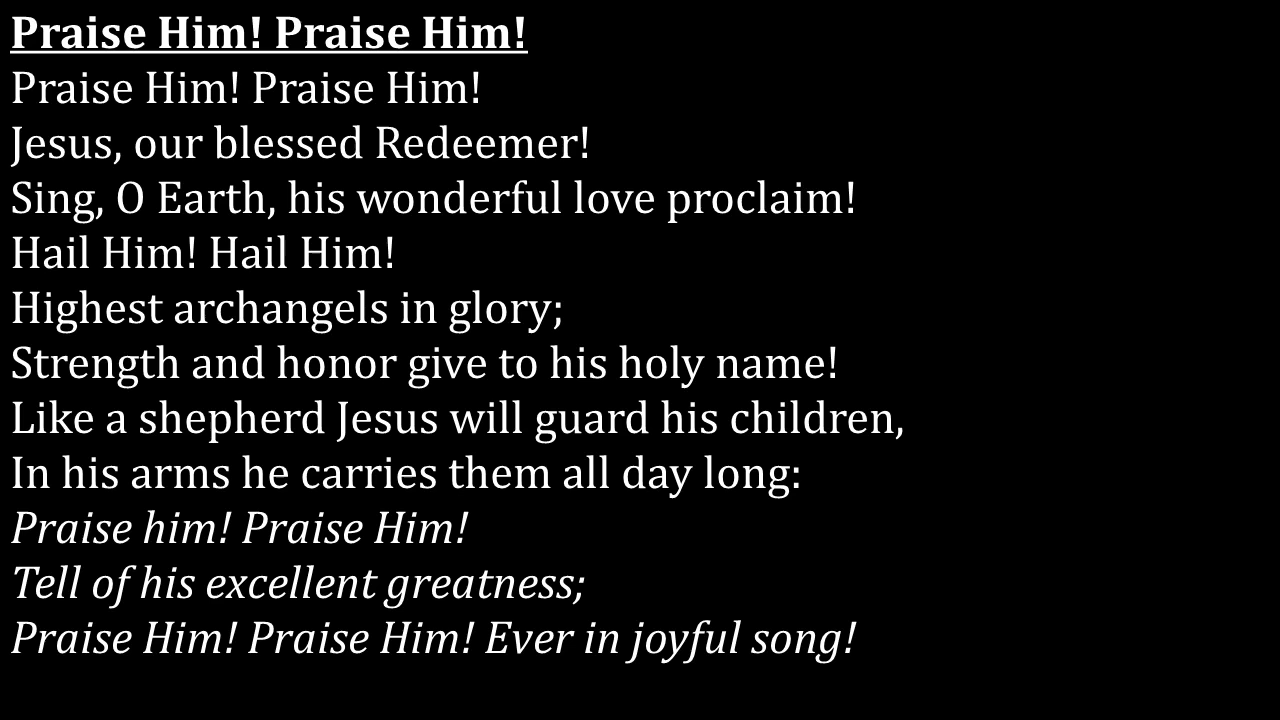 Praise Him! Praise Him!
Praise Him! Praise Him!
Jesus, our blessed Redeemer!
Sing, O Earth, his wonderful love proclaim!
Hail Him! Hail Him!
Highest archangels in glory;
Strength and honor give to his holy name!
Like a shepherd Jesus will guard his children,
In his arms he carries them all day long:
Praise him! Praise Him!
Tell of his excellent greatness;
Praise Him! Praise Him! Ever in joyful song!